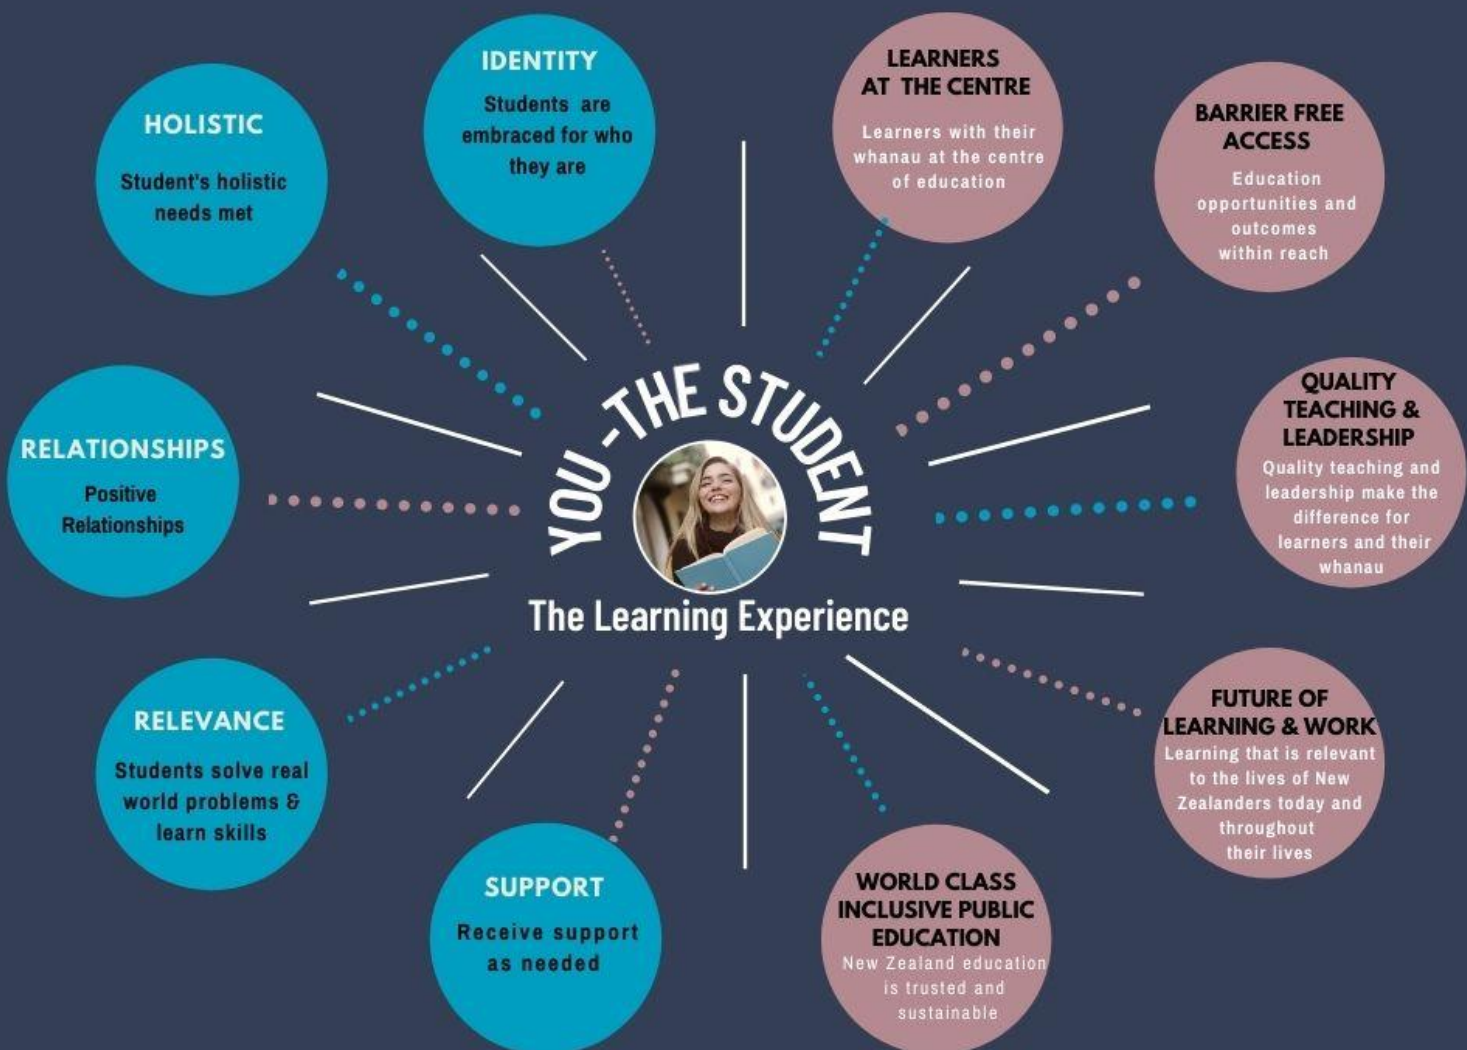 IDENTITY
Students are
embraced for who
they are
LEARNERS
AT THE CENTRE
Learners with their
whanau at the centre
of education
HOLISTIC
Student's holistic
needs met
BARRIER FREE
ACCESS
Education
opportunities and
outcomes
within reach
RELATIONSHIPS
Positive
Relationships
YOU -THE STUDENT
The Learning Experience
QUALITY
TEACHING &
LEADERSHIP
Quality teaching and
leadership make the
difference for
learners and their
whanau
RELEVANCE
Students solve real
world problems &
learn skills
FUTURE OF
LEARNING & WORK
Learning that is relevant
to the lives of New
Zealanders today and
throughout
their lives
SUPPORT
Receive support
as needed
WORLD CLASS
INCLUSIVE PUBLIC
EDUCATION
New Zealand education
is trusted and
sustainable